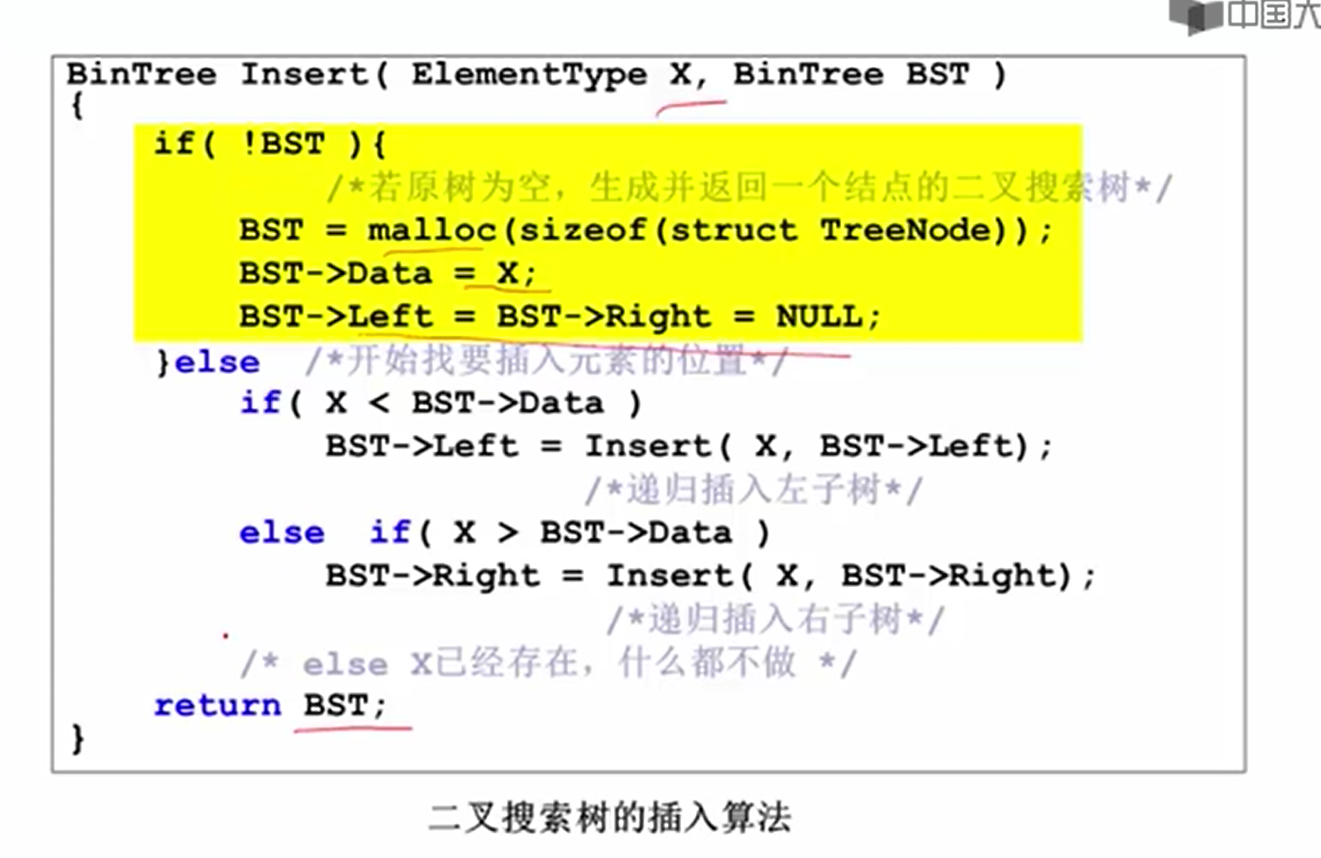 中国大
BinTree Insert( ElementType X, BinTree BST )
{
if( !BST ){
/*若原树为空，生成并返回一个结点的二叉搜索树*/
BST = malloc(sizeof(struct TreeNode));
BST->Data = X;
BST->Left = BST->Right = NULL;
}else /*开始找要插入元素的位置*/
if( X < BST->Data )
BST->Left = Insert( X, BST->Left);
/*递归插入左子树*/
else if( X > BST->Data )
BST->Right = Insert( X, BST->Right);
/*递归插入右子树*/
/* else X已经存在，什么都不做 */
return BST;
}
二叉搜索树的插入算法